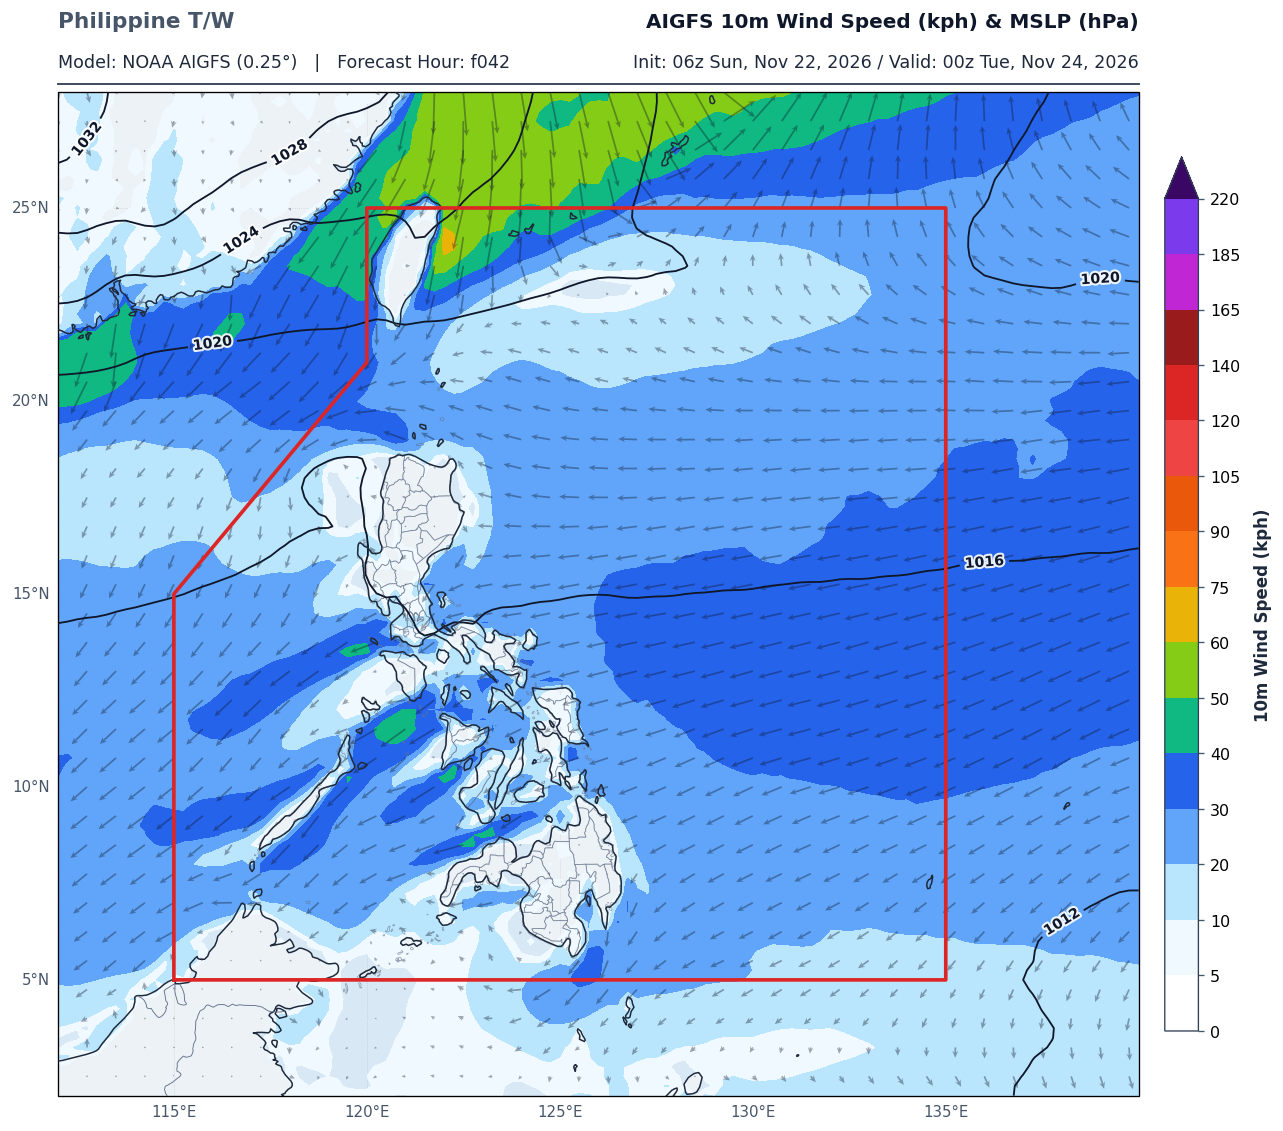 Philippine T/W
AIGFS 10m Wind Speed (kph) & MSLP (hPa)
Model: NOAA AIGFS (0.25°)   |   Forecast Hour: f042
Init: 06z Sun, Nov 22, 2026 / Valid: 00z Tue, Nov 24, 2026
1032
1028
1024
1020
1020
1016
1012
25°N
20°N
15°N
10°N
5°N
115°E
120°E
125°E
130°E
135°E
220
185
165
140
120
105
90
75
60
50
40
30
20
10
5
0
10m Wind Speed (kph)